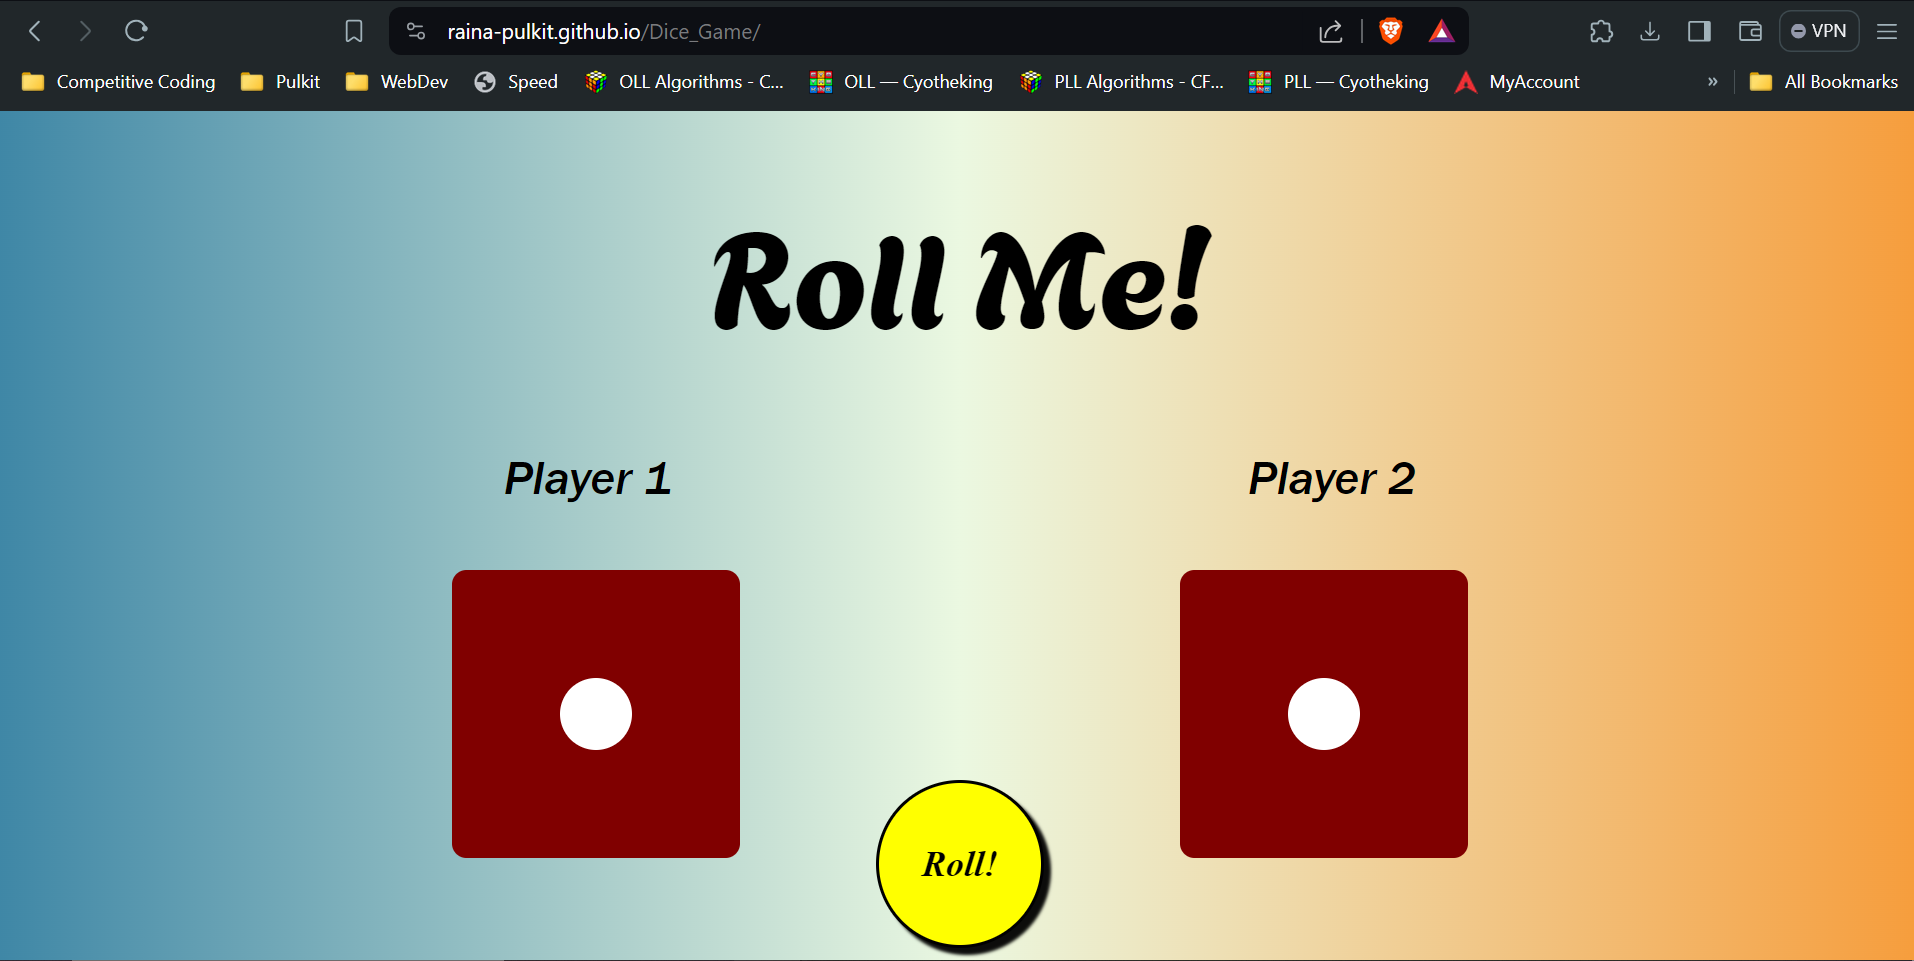 raina-pulkit.github.io/Dice_Game/
VPN
Competitive Coding Pulkit WebDev Speed OLL Algorithms - C... OLL — Cyotheking PLL Algorithms - CF... PLL — Cyotheking MyAccount » All Bookmarks
Roll Me!
Player 1 Player 2
Roll!